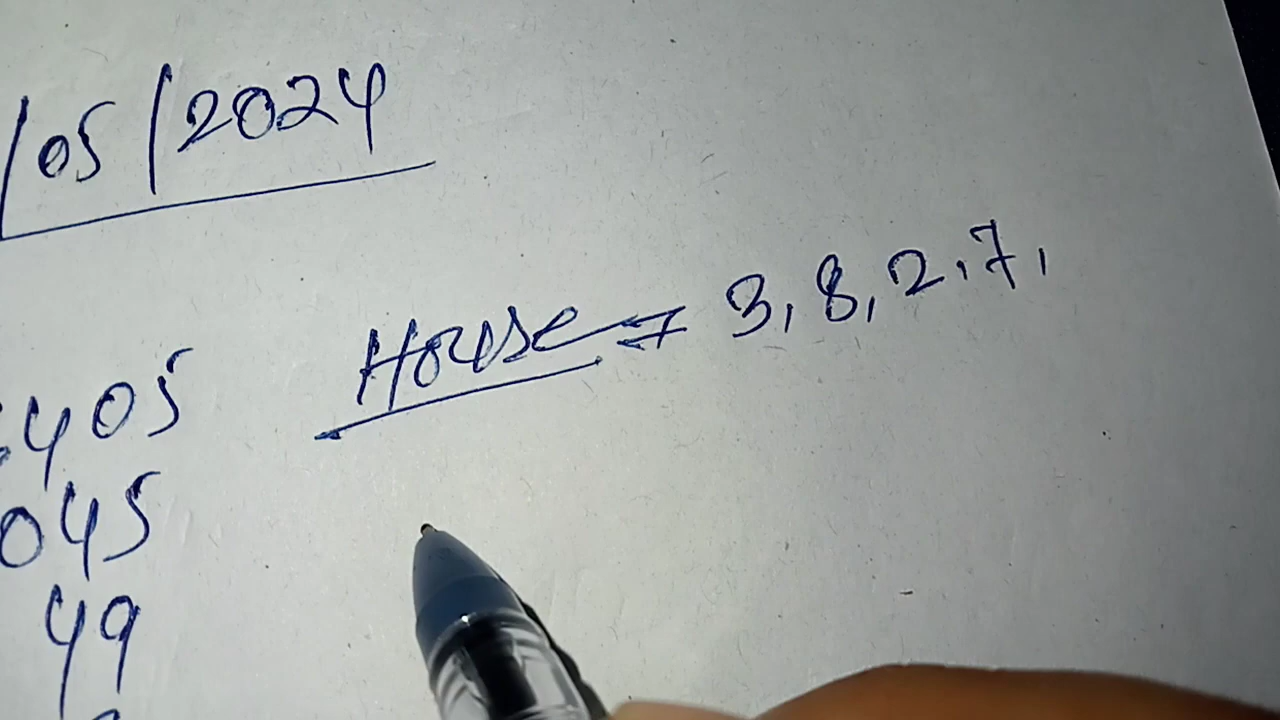 /05/2024
House → 3, 8, 2, 7,
405
045
49